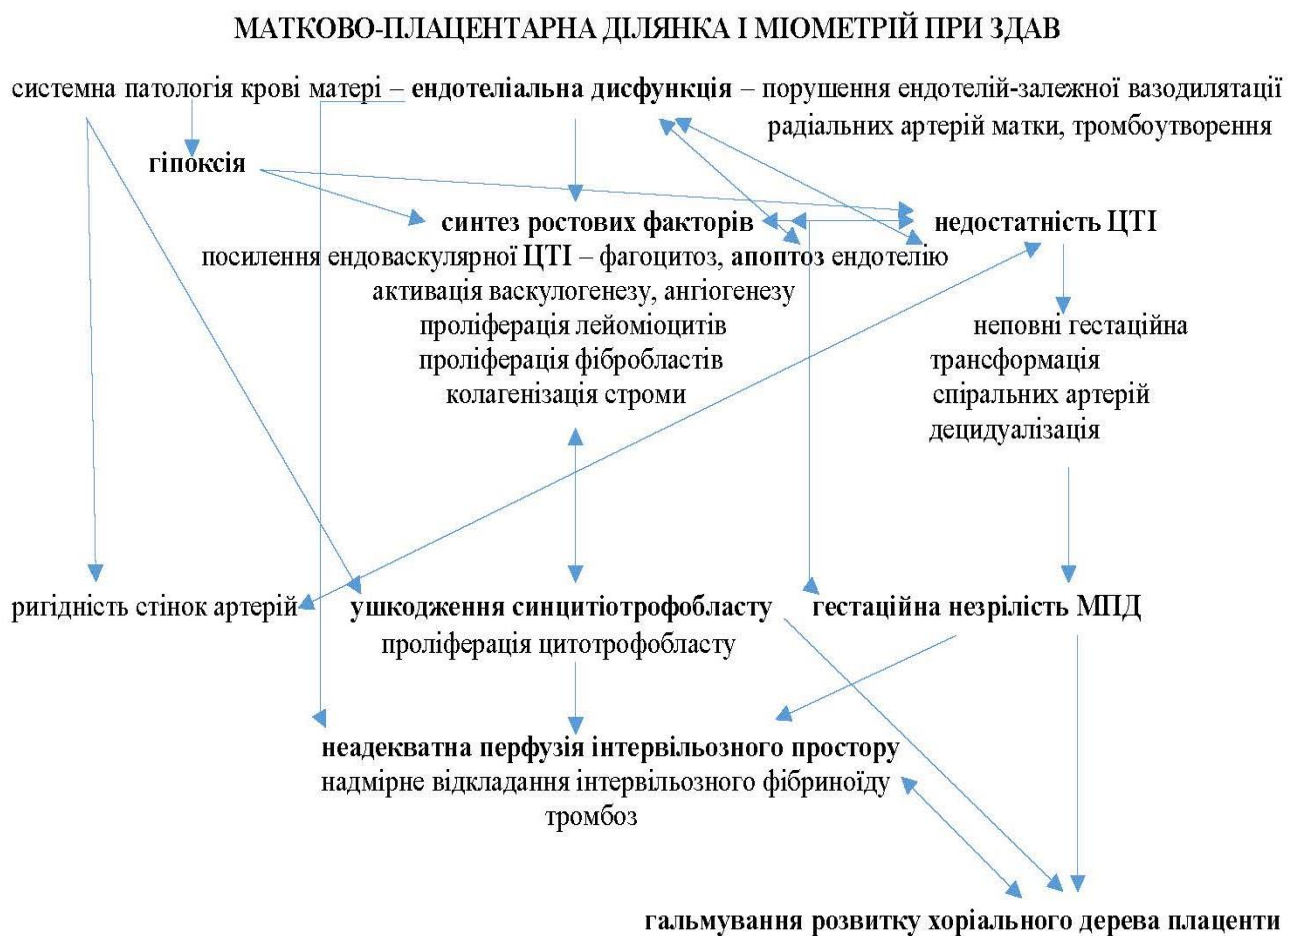 МАТКОВО-ПЛАЦЕНТАРНА ДІЛЯНКА І МІОМЕТРІЙ ПРИ ЗДАВ
системна патологія крові матері – ендотеліальна дисфункція – порушення ендотелій-залежної вазодилятації
радіальних артерій матки, тромбоутворення
гіпоксія
синтез ростових факторів
недостатність ЦТІ
посилення ендоваскулярної ЦТІ – фагоцитоз, апоптоз ендотелію
активація васкулогенезу, ангіогенезу
проліферація лейоміоцитів
проліферація фібробластів
колагенізація строми
неповні гестаційна
трансформація
спіральних артерій
децидуалізація
ригідність стінок артерій
ушкодження синцитіотрофобласту
проліферація цитотрофобласту
гестаційна незрілість МПД
неадекватна перфузія інтервільозного простору
надмірне відкладання інтервільозного фібриноїду
тромбоз
гальмування розвитку хоріального дерева плаценти